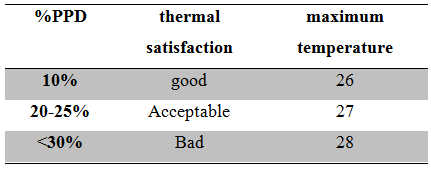 %PPD thermal satisfaction maximum temperature
10% good 26
20-25% Acceptable 27
<30% Bad 28